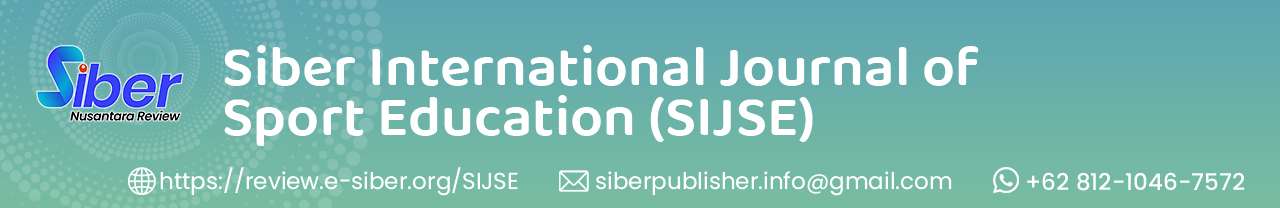 Siber
Nusantara Review
Siber International Journal of
Sport Education (SIJSE)
https://review.e-siber.org/SIJSE siberpublisher.info@gmail.com +62 812-1046-7572